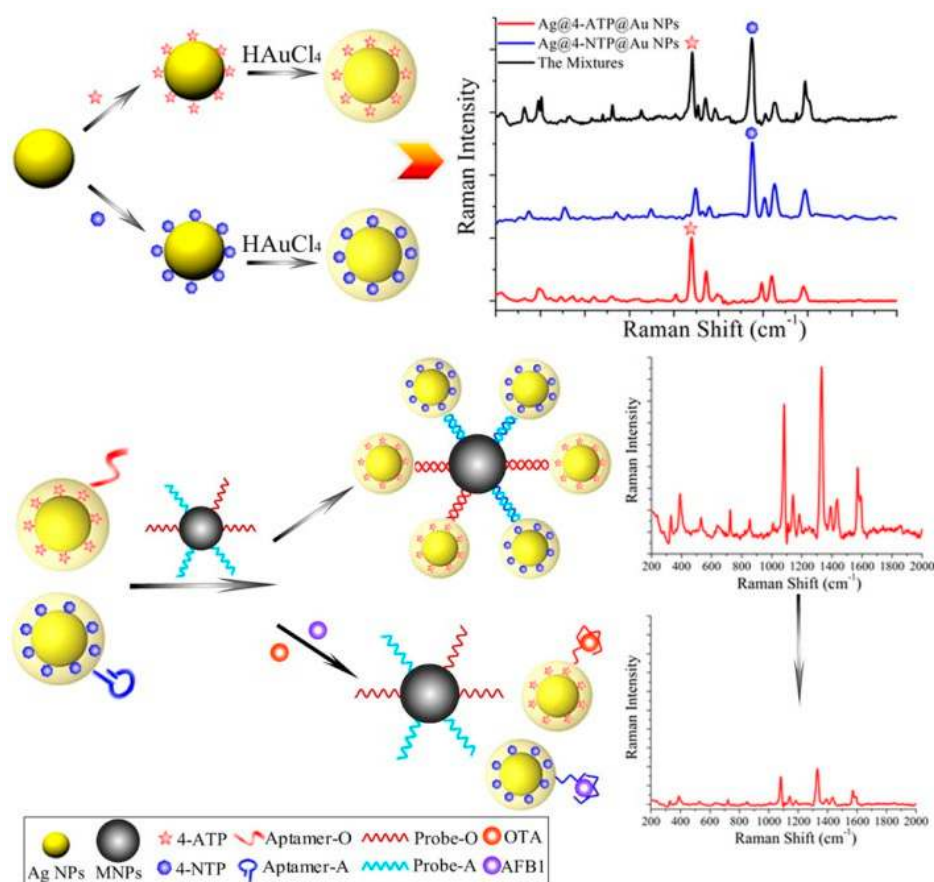 HAuCl4
HAuCl4
Ag@4-ATP@Au NPs
Ag@4-NTP@Au NPs
The Mixtures
Raman Intensity
Raman Shift (cm-1)
Raman Intensity
200 400 600 800 1000 1200 1400 1600 1800 2000
Raman Shift (cm-1)
Raman Intensity
200 400 600 800 1000 1200 1400 1600 1800 2000
Raman Shift (cm-1)
Ag NPs
MNPs
4-ATP
Aptamer-O
Probe-O
OTA
4-NTP
Aptamer-A
Probe-A
AFB1